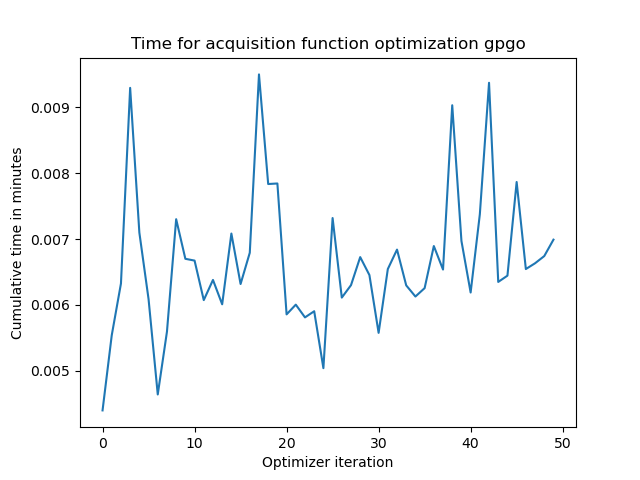 Time for acquisition function optimization gpgo
Cumulative time in minutes
0.009
0.008
0.007
0.006
0.005
0 10 20 30 40 50
Optimizer iteration